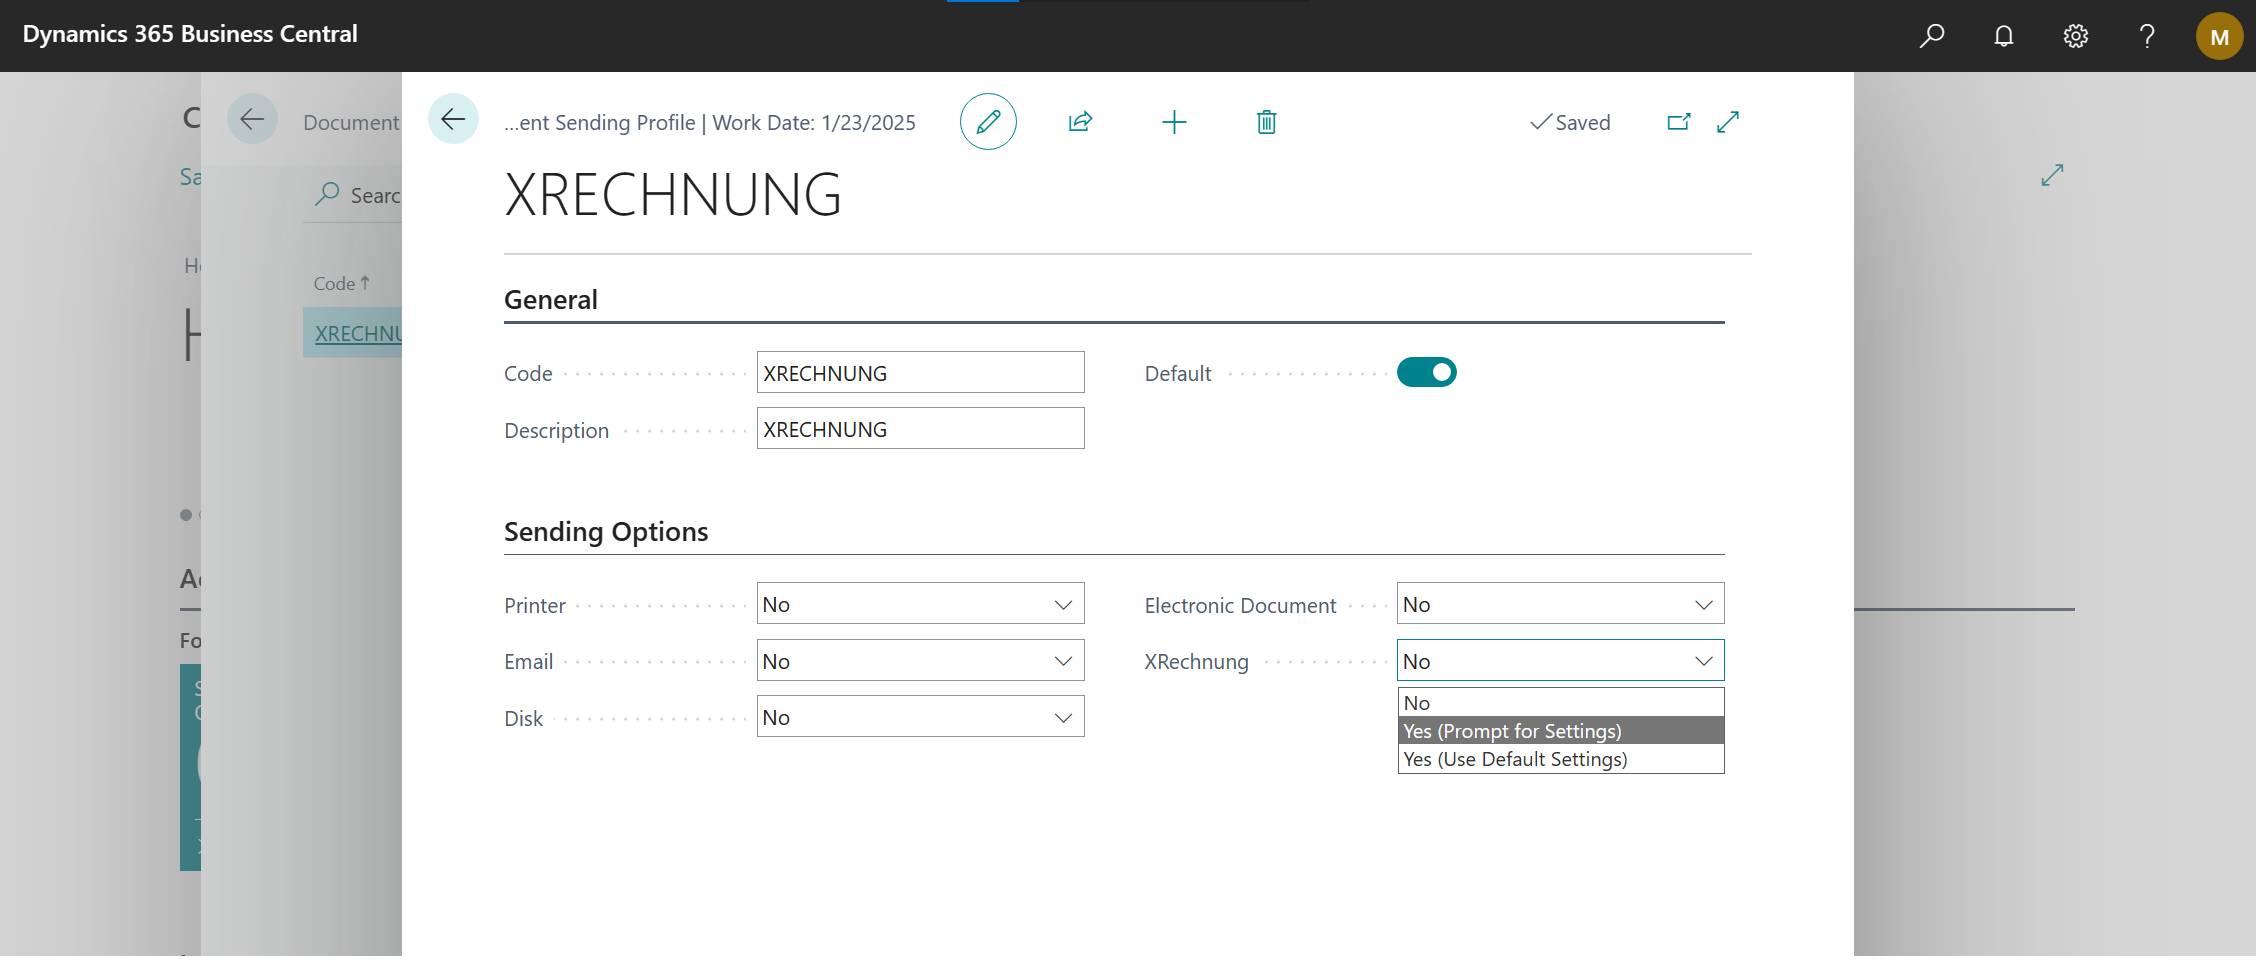 Dynamics 365 Business Central
M
Document
...ent Sending Profile | Work Date: 1/23/2025
Saved
XRECHNUNG
Code
General
Code
XRECHNUNG
Default
Description
XRECHNUNG
Sending Options
Printer
No
Electronic Document
No
Email
No
XRechnung
No
Disk
No
No
Yes (Prompt for Settings)
Yes (Use Default Settings)